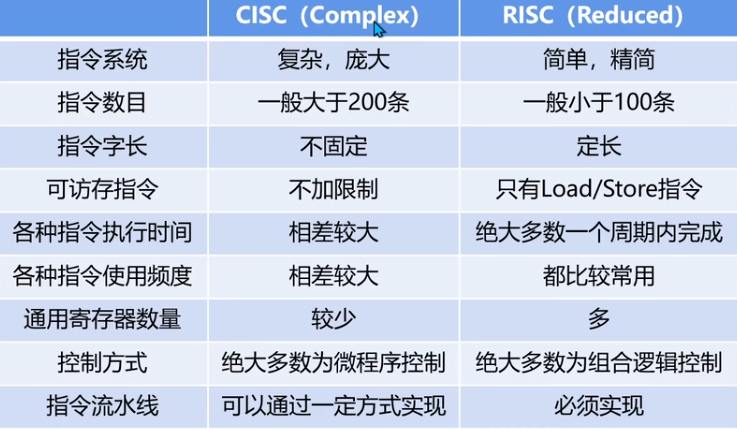 CISC（Complex） RISC（Reduced）
指令系统 复杂，庞大 简单，精简
指令数目 一般大于200条 一般小于100条
指令字长 不固定 定长
可访存指令 不加限制 只有Load/Store指令
各种指令执行时间 相差较大 绝大多数一个周期内完成
各种指令使用频度 相差较大 都比较常用
通用寄存器数量 较少 多
控制方式 绝大多数为微程序控制 绝大多数为组合逻辑控制
指令流水线 可以通过一定方式实现 必须实现